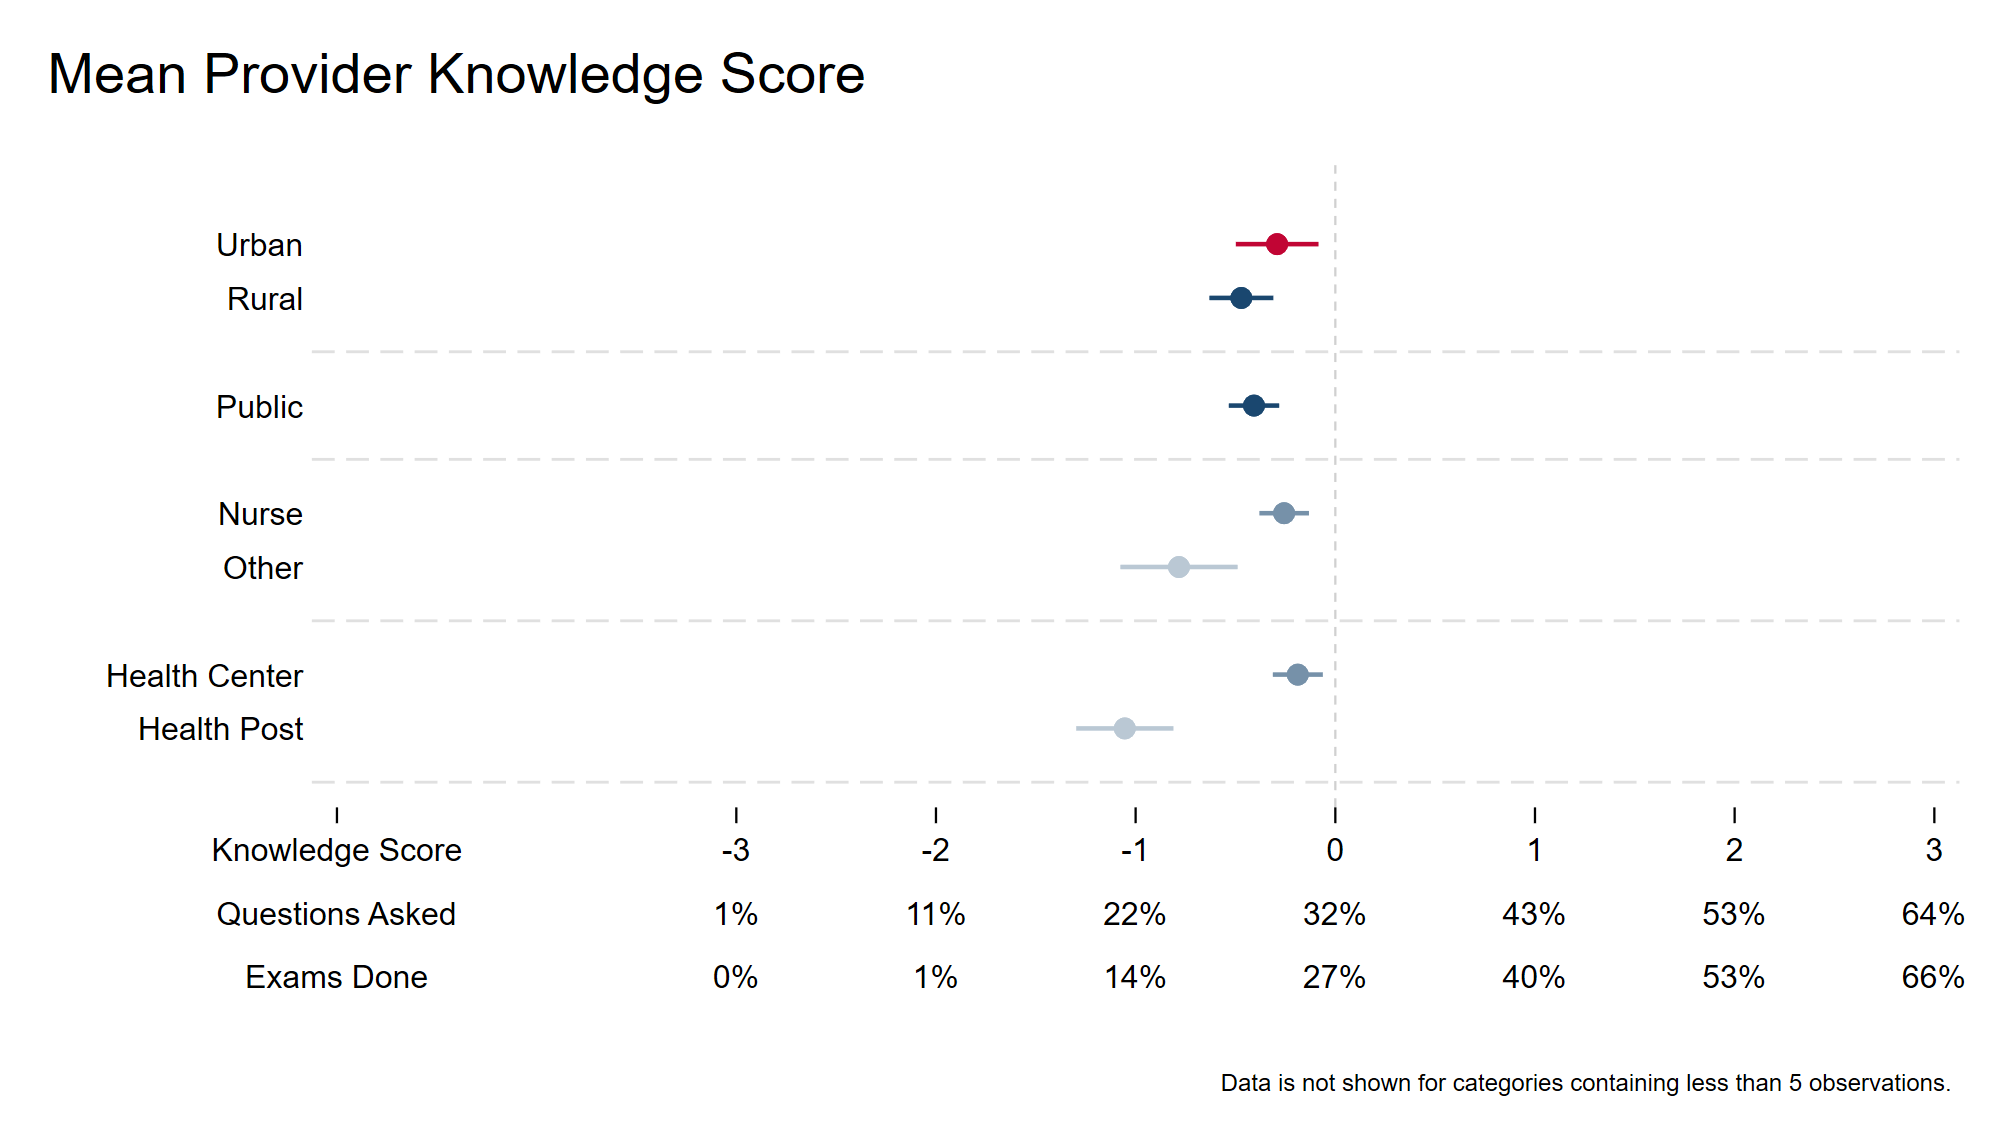 Mean Provider Knowledge Score
Urban
Rural
Public
Nurse
Other
Health Center
Health Post
Knowledge Score -3 -2 -1 0 1 2 3
Questions Asked 1% 11% 22% 32% 43% 53% 64%
Exams Done 0% 1% 14% 27% 40% 53% 66%
Data is not shown for categories containing less than 5 observations.